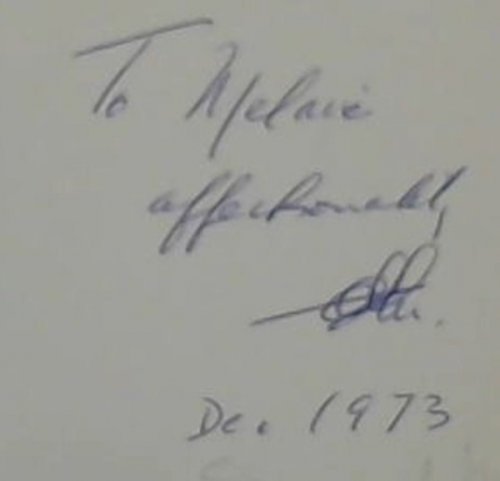 To Melanie
affectionately
Dec. 1973